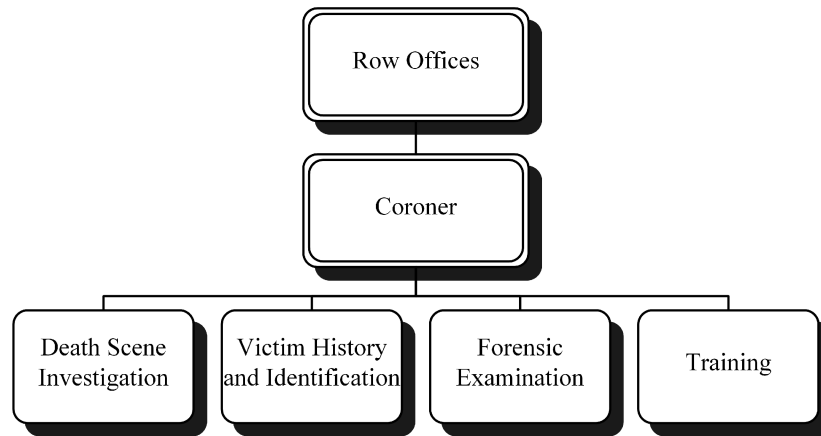 Row Offices
Coroner
Death Scene
Investigation
Victim History
and Identification
Forensic
Examination
Training